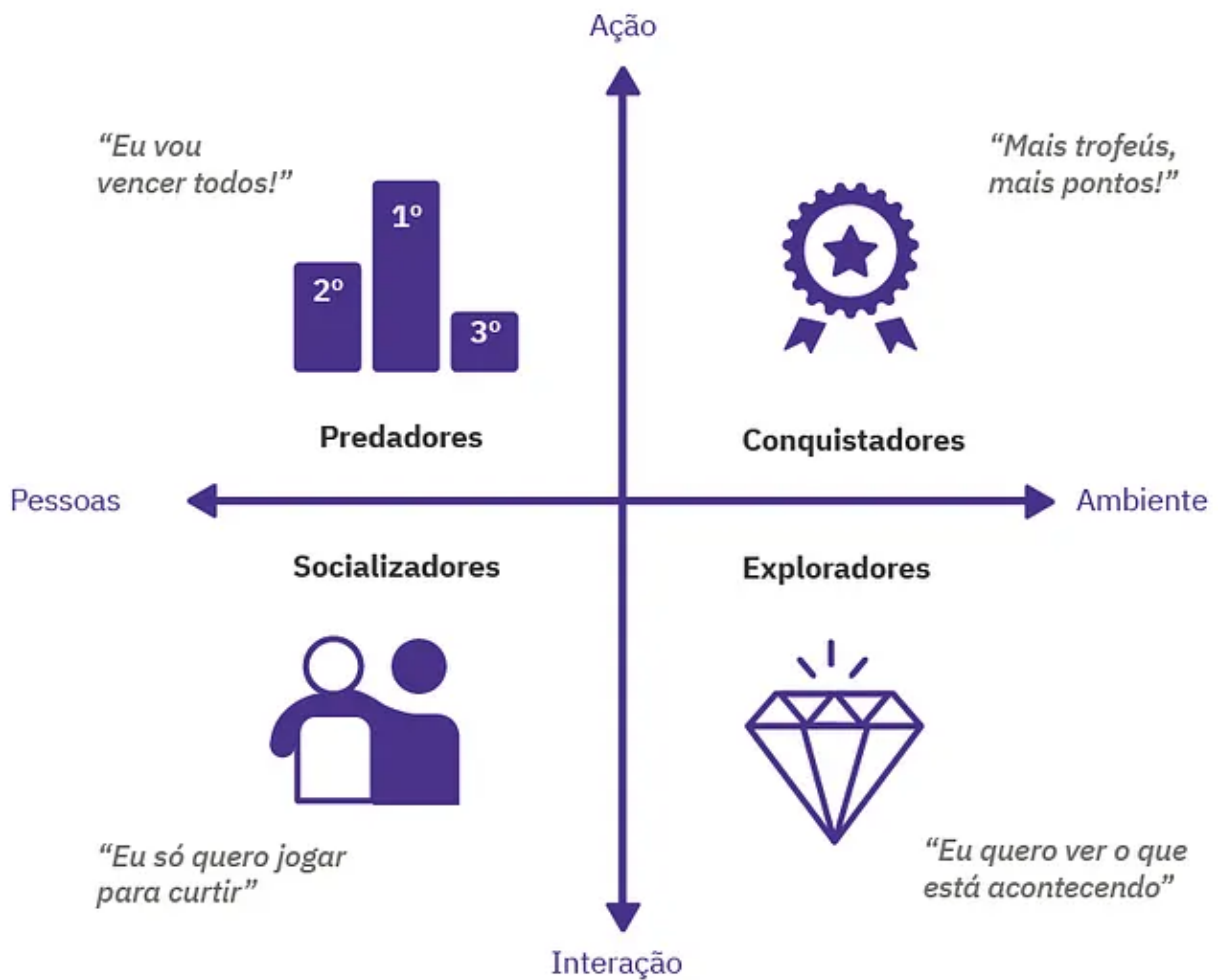 Ação
“Eu vou
vencer todos!”
“Mais trofeús,
mais pontos!”
1º
2º
3º
Predadores
Conquistadores
Pessoas
Ambiente
Socializadores
Exploradores
“Eu só quero jogar
para curtir”
“Eu quero ver o que
está acontecendo”
Interação